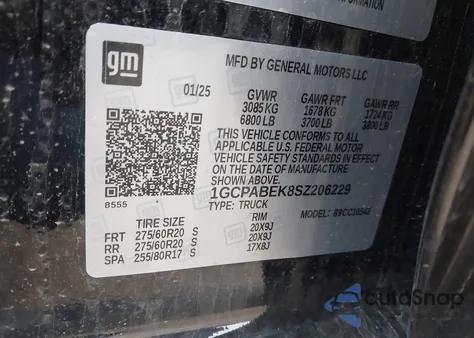 INFORMATION
gm
MFD BY GENERAL MOTORS LLC
01/25 GVWR GAWR FRT GAWR RR
3085 KG 1678 KG 1724 KG
6800 LB 3700 LB 3800 LB
THIS VEHICLE CONFORMS TO ALL
APPLICABLE U.S. FEDERAL MOTOR
VEHICLE SAFETY STANDARDS IN EFFECT
ON THE DATE OF MANUFACTURE
SHOWN ABOVE.
1GCPABEK8SZ206229
TYPE: TRUCK MODEL:
8555
TIRE SIZE RIM
FRT 275/60R20 S 20X9J
RR 275/60R20 S 20X9J
SPA 255/80R17 S 17X8J
AutoSnap